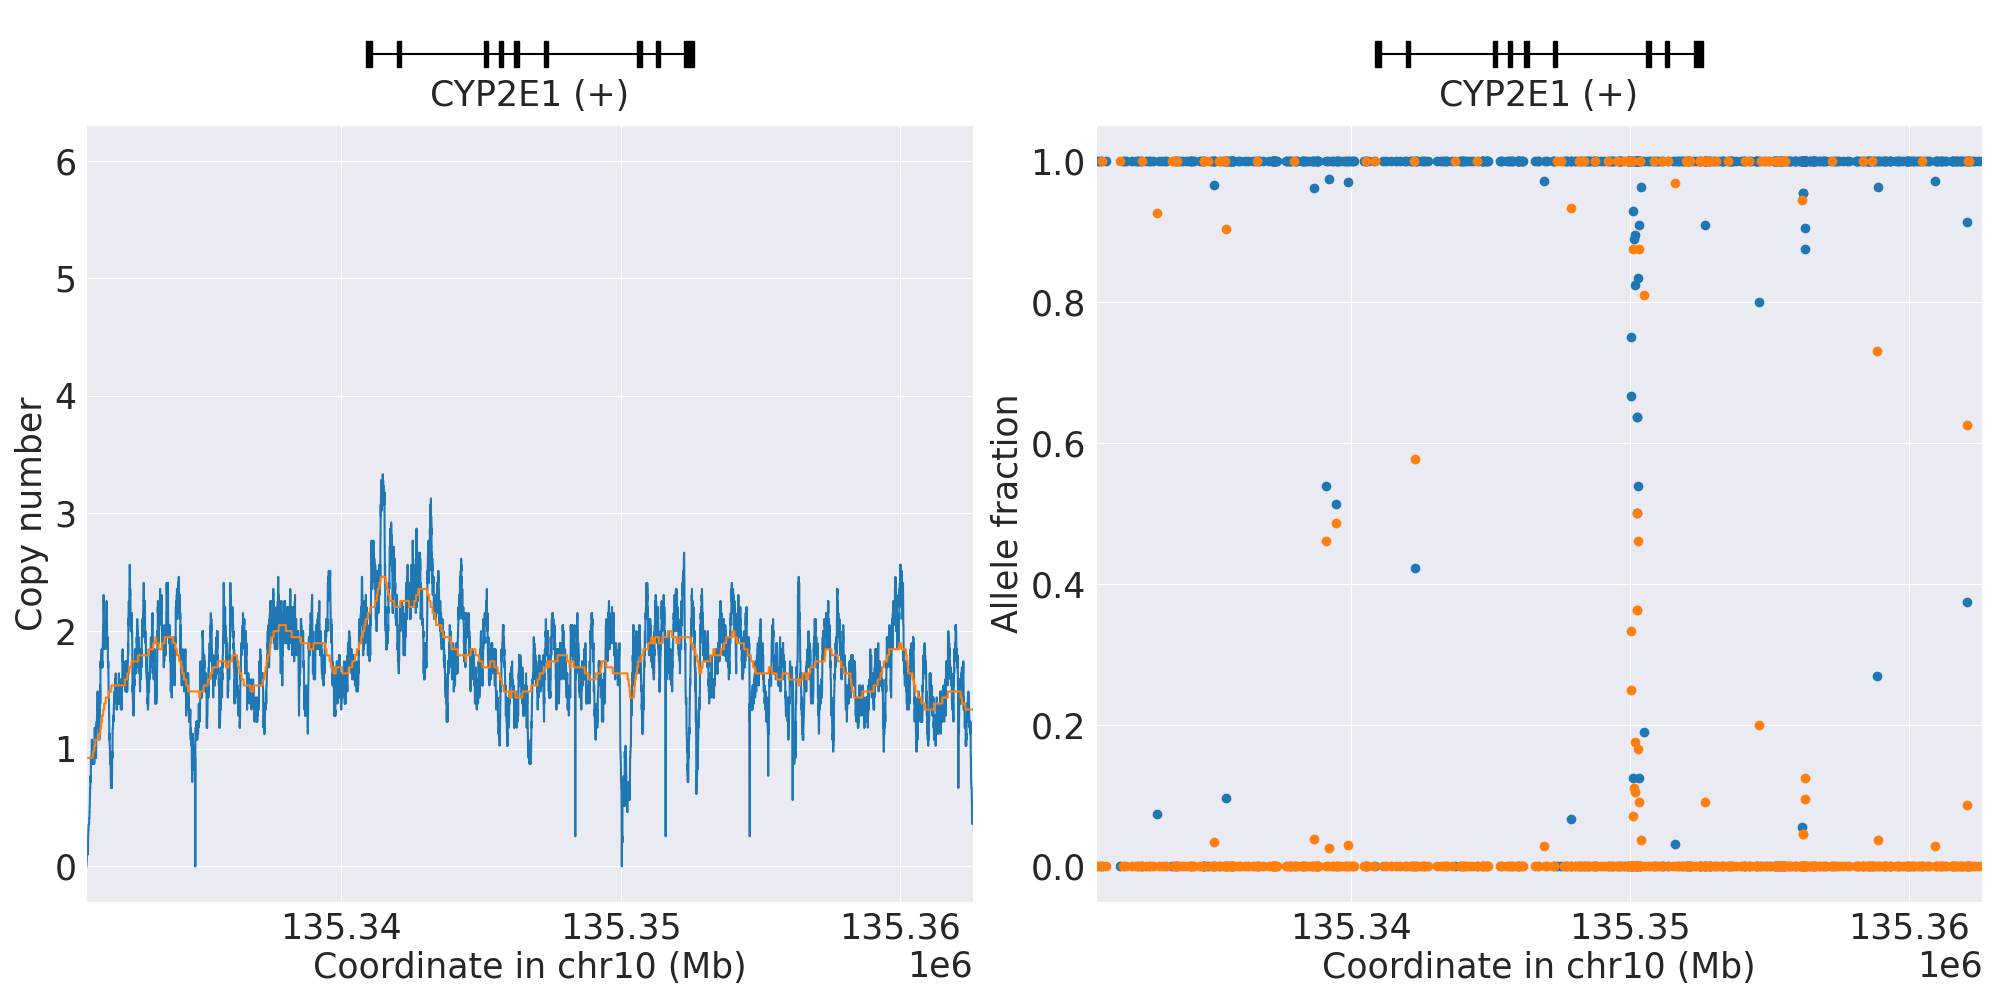 CYP2E1 (+)
6
5
4
3
2
1
0
Copy number
135.34 135.35 135.36
Coordinate in chr10 (Mb)
1e6
CYP2E1 (+)
1.0
0.8
0.6
0.4
0.2
0.0
Allele fraction
135.34 135.35 135.36
Coordinate in chr10 (Mb)
1e6